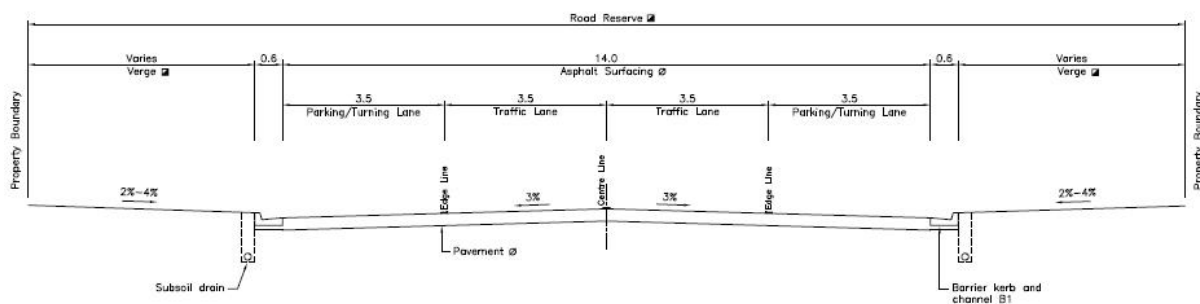 Road Reserve
Varies
0.6
14.0
0.6
Varies
Verge
Asphalt Surfacing Ø
Verge
3.5
3.5
3.5
3.5
Parking/Turning Lane
Traffic Lane
Traffic Lane
Parking/Turning Lane
Property Boundary
Property Boundary
Edge Line
Centre Line
Edge Line
2%-4%
3%
3%
2%-4%
Pavement Ø
Subsoil drain
Barrier kerb and
channel B1